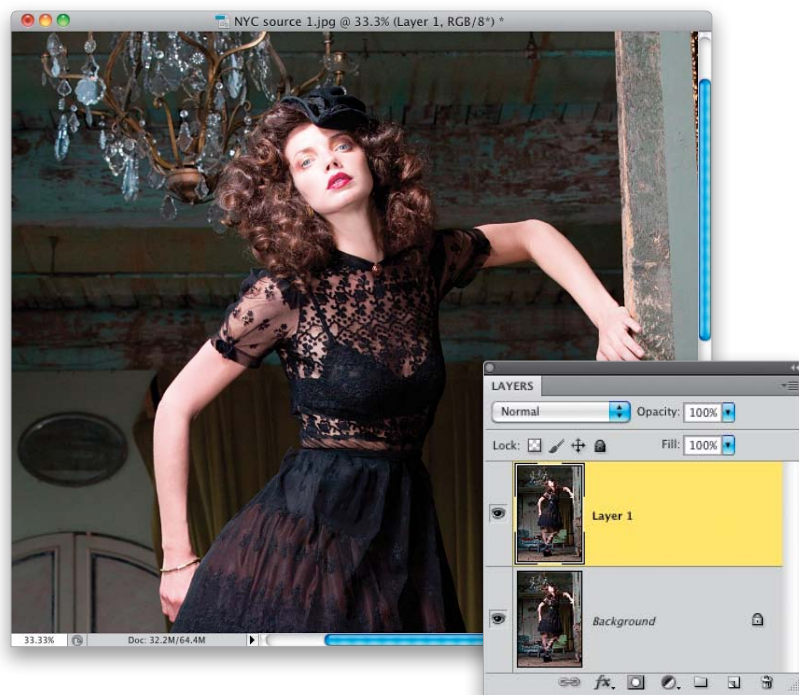 NYC source 1.jpg @ 33.3% (Layer 1, RGB/8*) *
LAYERS
Normal Opacity: 100%
Lock: Fill: 100%
Layer 1
Background
33.33% Doc: 32.2M/64.4M
fx.